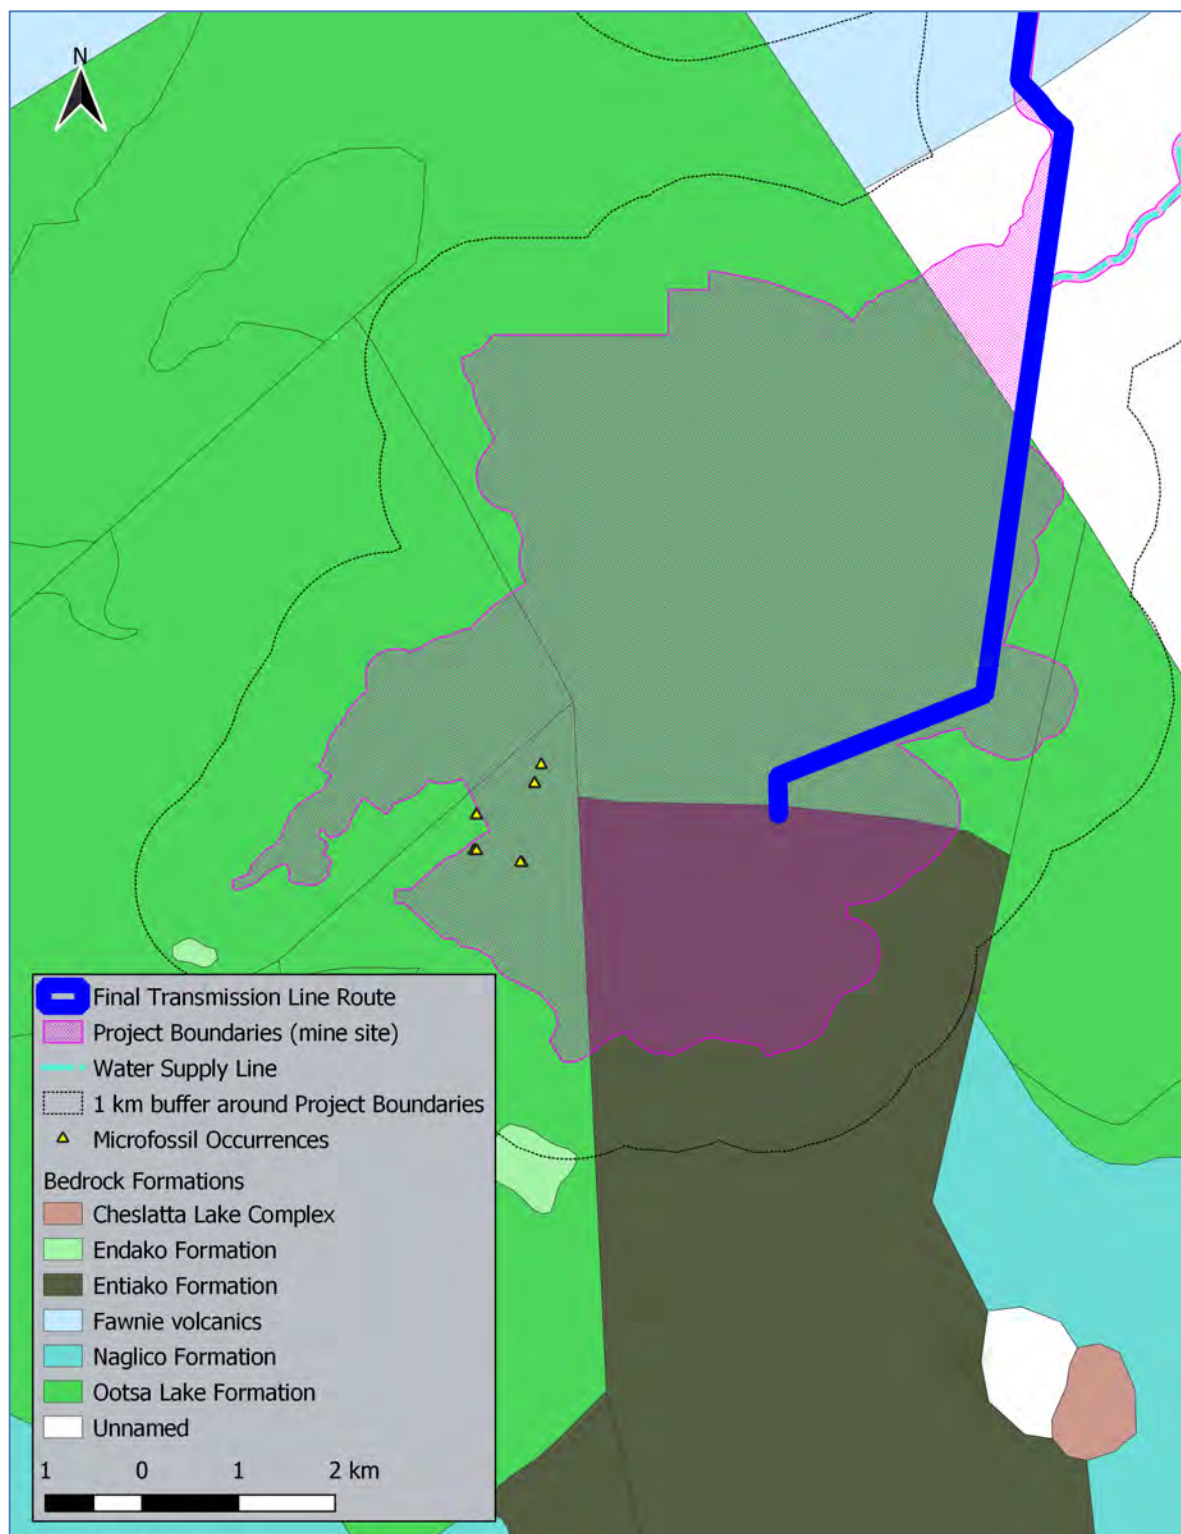 N
Final Transmission Line Route
Project Boundaries (mine site)
Water Supply Line
1 km buffer around Project Boundaries
Microfossil Occurrences
Bedrock Formations
Cheslatta Lake Complex
Endako Formation
Entiako Formation
Fawnie volcanics
Naglico Formation
Ootsa Lake Formation
Unnamed
1 0 1 2 km